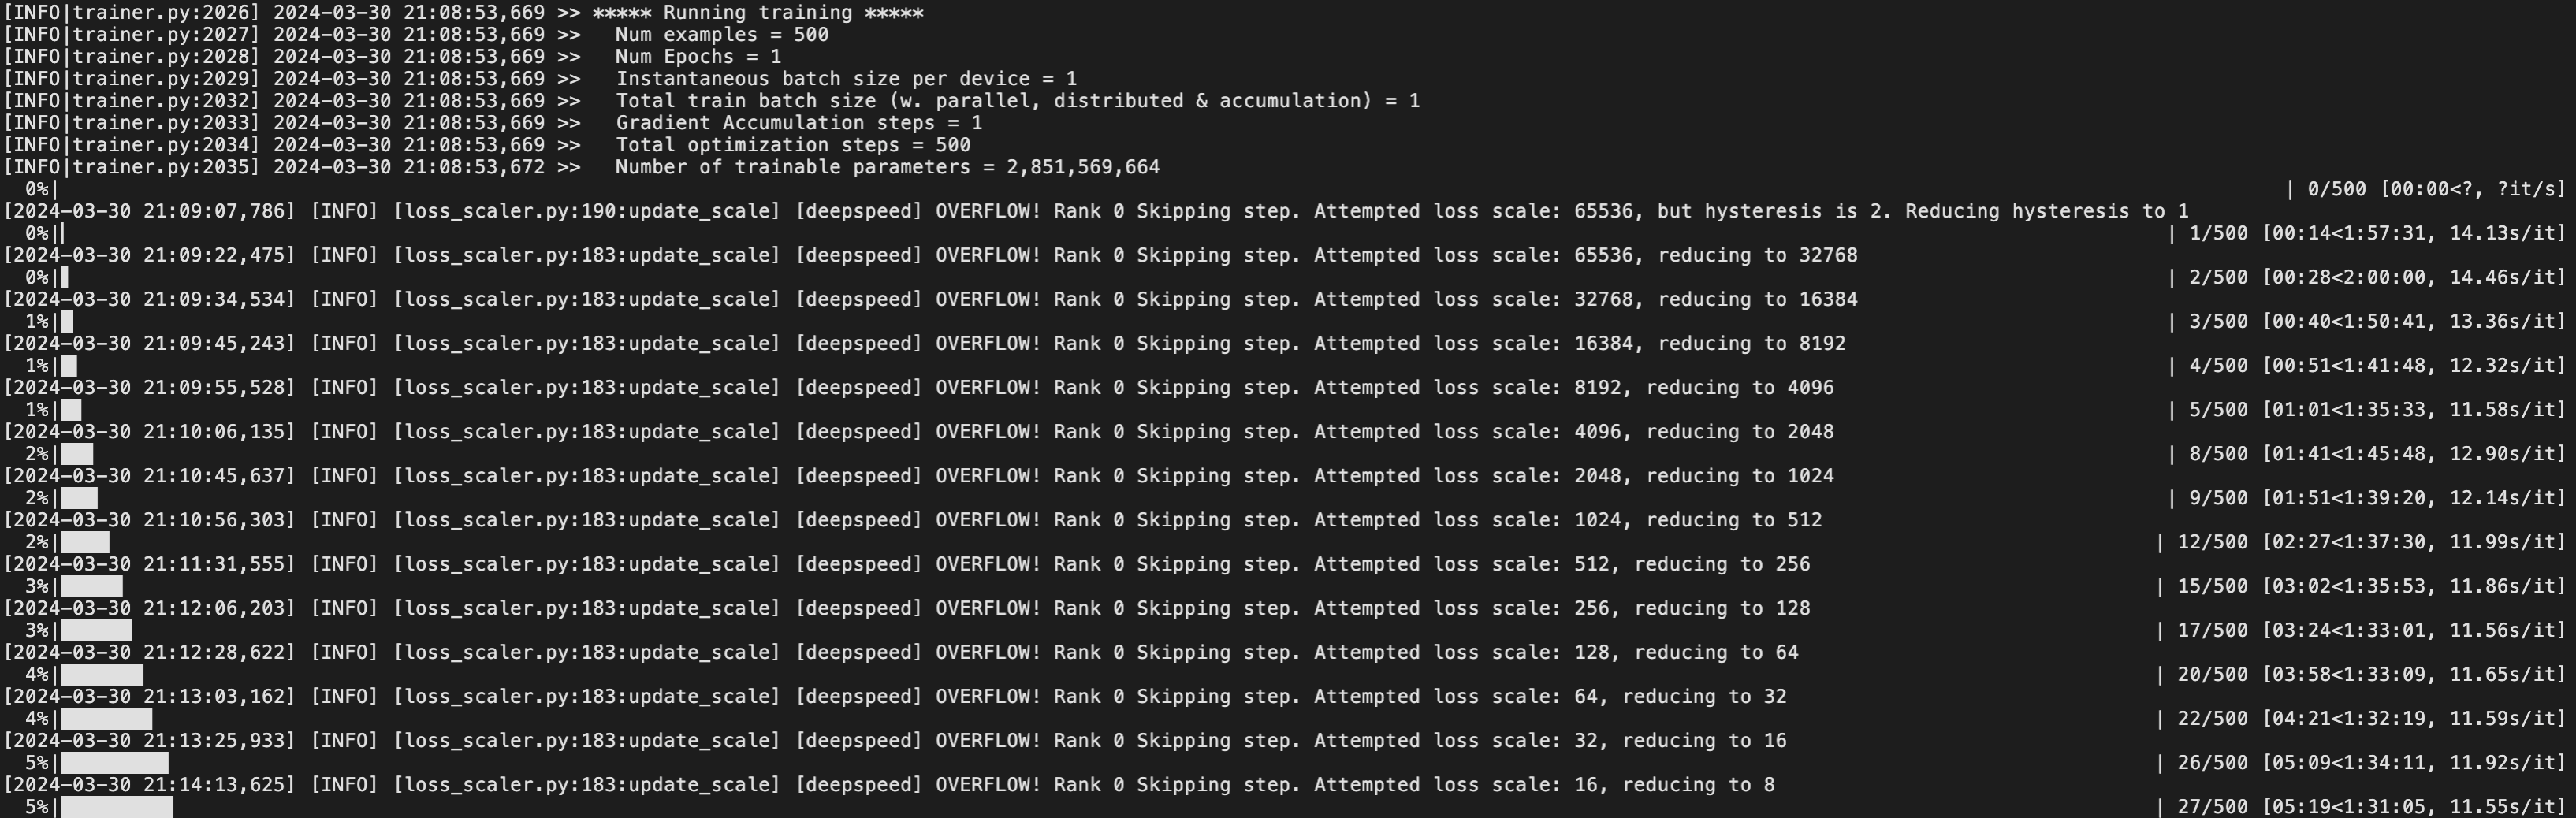 [INFO|trainer.py:2026] 2024-03-30 21:08:53,669 >> ***** Running training *****
[INFO|trainer.py:2027] 2024-03-30 21:08:53,669 >>   Num examples = 500
[INFO|trainer.py:2028] 2024-03-30 21:08:53,669 >>   Num Epochs = 1
[INFO|trainer.py:2029] 2024-03-30 21:08:53,669 >>   Instantaneous batch size per device = 1
[INFO|trainer.py:2032] 2024-03-30 21:08:53,669 >>   Total train batch size (w. parallel, distributed & accumulation) = 1
[INFO|trainer.py:2033] 2024-03-30 21:08:53,669 >>   Gradient Accumulation steps = 1
[INFO|trainer.py:2034] 2024-03-30 21:08:53,669 >>   Total optimization steps = 500
[INFO|trainer.py:2035] 2024-03-30 21:08:53,672 >>   Number of trainable parameters = 2,851,569,664
0%| | 0/500 [00:00<?, ?it/s]
[2024-03-30 21:09:07,786] [INFO] [loss_scaler.py:190:update_scale] [deepspeed] OVERFLOW! Rank 0 Skipping step. Attempted loss scale: 65536, but hysteresis is 2. Reducing hysteresis to 1
0%| | 1/500 [00:14<1:57:31, 14.13s/it]
[2024-03-30 21:09:22,475] [INFO] [loss_scaler.py:183:update_scale] [deepspeed] OVERFLOW! Rank 0 Skipping step. Attempted loss scale: 65536, reducing to 32768
0%| | 2/500 [00:28<2:00:00, 14.46s/it]
[2024-03-30 21:09:34,534] [INFO] [loss_scaler.py:183:update_scale] [deepspeed] OVERFLOW! Rank 0 Skipping step. Attempted loss scale: 32768, reducing to 16384
1%| | 3/500 [00:40<1:50:41, 13.36s/it]
[2024-03-30 21:09:45,243] [INFO] [loss_scaler.py:183:update_scale] [deepspeed] OVERFLOW! Rank 0 Skipping step. Attempted loss scale: 16384, reducing to 8192
1%| | 4/500 [00:51<1:41:48, 12.32s/it]
[2024-03-30 21:09:55,528] [INFO] [loss_scaler.py:183:update_scale] [deepspeed] OVERFLOW! Rank 0 Skipping step. Attempted loss scale: 8192, reducing to 4096
1%| | 5/500 [01:01<1:35:33, 11.58s/it]
[2024-03-30 21:10:06,135] [INFO] [loss_scaler.py:183:update_scale] [deepspeed] OVERFLOW! Rank 0 Skipping step. Attempted loss scale: 4096, reducing to 2048
2%| | 8/500 [01:41<1:45:48, 12.90s/it]
[2024-03-30 21:10:45,637] [INFO] [loss_scaler.py:183:update_scale] [deepspeed] OVERFLOW! Rank 0 Skipping step. Attempted loss scale: 2048, reducing to 1024
2%| | 9/500 [01:51<1:39:20, 12.14s/it]
[2024-03-30 21:10:56,303] [INFO] [loss_scaler.py:183:update_scale] [deepspeed] OVERFLOW! Rank 0 Skipping step. Attempted loss scale: 1024, reducing to 512
2%| | 12/500 [02:27<1:37:30, 11.99s/it]
[2024-03-30 21:11:31,555] [INFO] [loss_scaler.py:183:update_scale] [deepspeed] OVERFLOW! Rank 0 Skipping step. Attempted loss scale: 512, reducing to 256
3%| | 15/500 [03:02<1:35:53, 11.86s/it]
[2024-03-30 21:12:06,203] [INFO] [loss_scaler.py:183:update_scale] [deepspeed] OVERFLOW! Rank 0 Skipping step. Attempted loss scale: 256, reducing to 128
3%| | 17/500 [03:24<1:33:01, 11.56s/it]
[2024-03-30 21:12:28,622] [INFO] [loss_scaler.py:183:update_scale] [deepspeed] OVERFLOW! Rank 0 Skipping step. Attempted loss scale: 128, reducing to 64
4%| | 20/500 [03:58<1:33:09, 11.65s/it]
[2024-03-30 21:13:03,162] [INFO] [loss_scaler.py:183:update_scale] [deepspeed] OVERFLOW! Rank 0 Skipping step. Attempted loss scale: 64, reducing to 32
4%| | 22/500 [04:21<1:32:19, 11.59s/it]
[2024-03-30 21:13:25,933] [INFO] [loss_scaler.py:183:update_scale] [deepspeed] OVERFLOW! Rank 0 Skipping step. Attempted loss scale: 32, reducing to 16
5%| | 26/500 [05:09<1:34:11, 11.92s/it]
[2024-03-30 21:14:13,625] [INFO] [loss_scaler.py:183:update_scale] [deepspeed] OVERFLOW! Rank 0 Skipping step. Attempted loss scale: 16, reducing to 8
5%| | 27/500 [05:19<1:31:05, 11.55s/it]